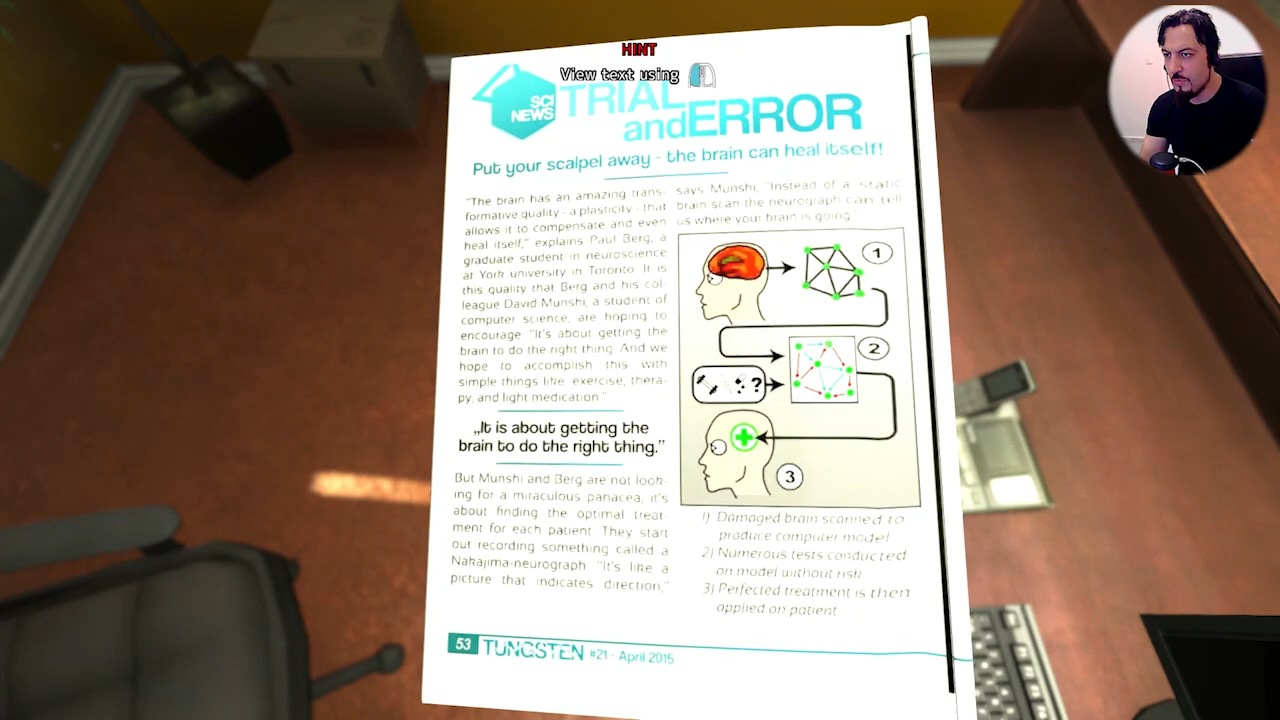 HINT
View text using
SCI
NEWS
TRIAL
andERROR
Put your scalpel away - the brain can heal itself!
"The brain has an amazing trans-
formative quality - a plasticity - that
allows it to compensate and even
heal itself," explains Paul Berg, a
graduate student in neuroscience
at York university in Toronto. It is
this quality that Berg and his col-
league David Munshi, a student of
computer science, are hoping to
encourage. "It's about getting the
brain to do the right thing. And we
hope to accomplish this with
simple things like exercise, thera-
py, and light medication."
„It is about getting the
brain to do the right thing."
But Munshi and Berg are not look-
ing for a miraculous panacea, it's
about finding the optimal treat-
ment for each patient. They start
out recording something called a
Nakajima-neurograph. "It's like a
picture that indicates direction,"
says Munshi, "Instead of a static
brain scan the neurograph can tell
us where your brain is going."
1
2
?
3
1) Damaged brain scanned to
produce computer model
2) Numerous tests conducted
on model without risk
3) Perfected treatment is then
applied on patient
53 TUNGSTEN #21 - April 2015